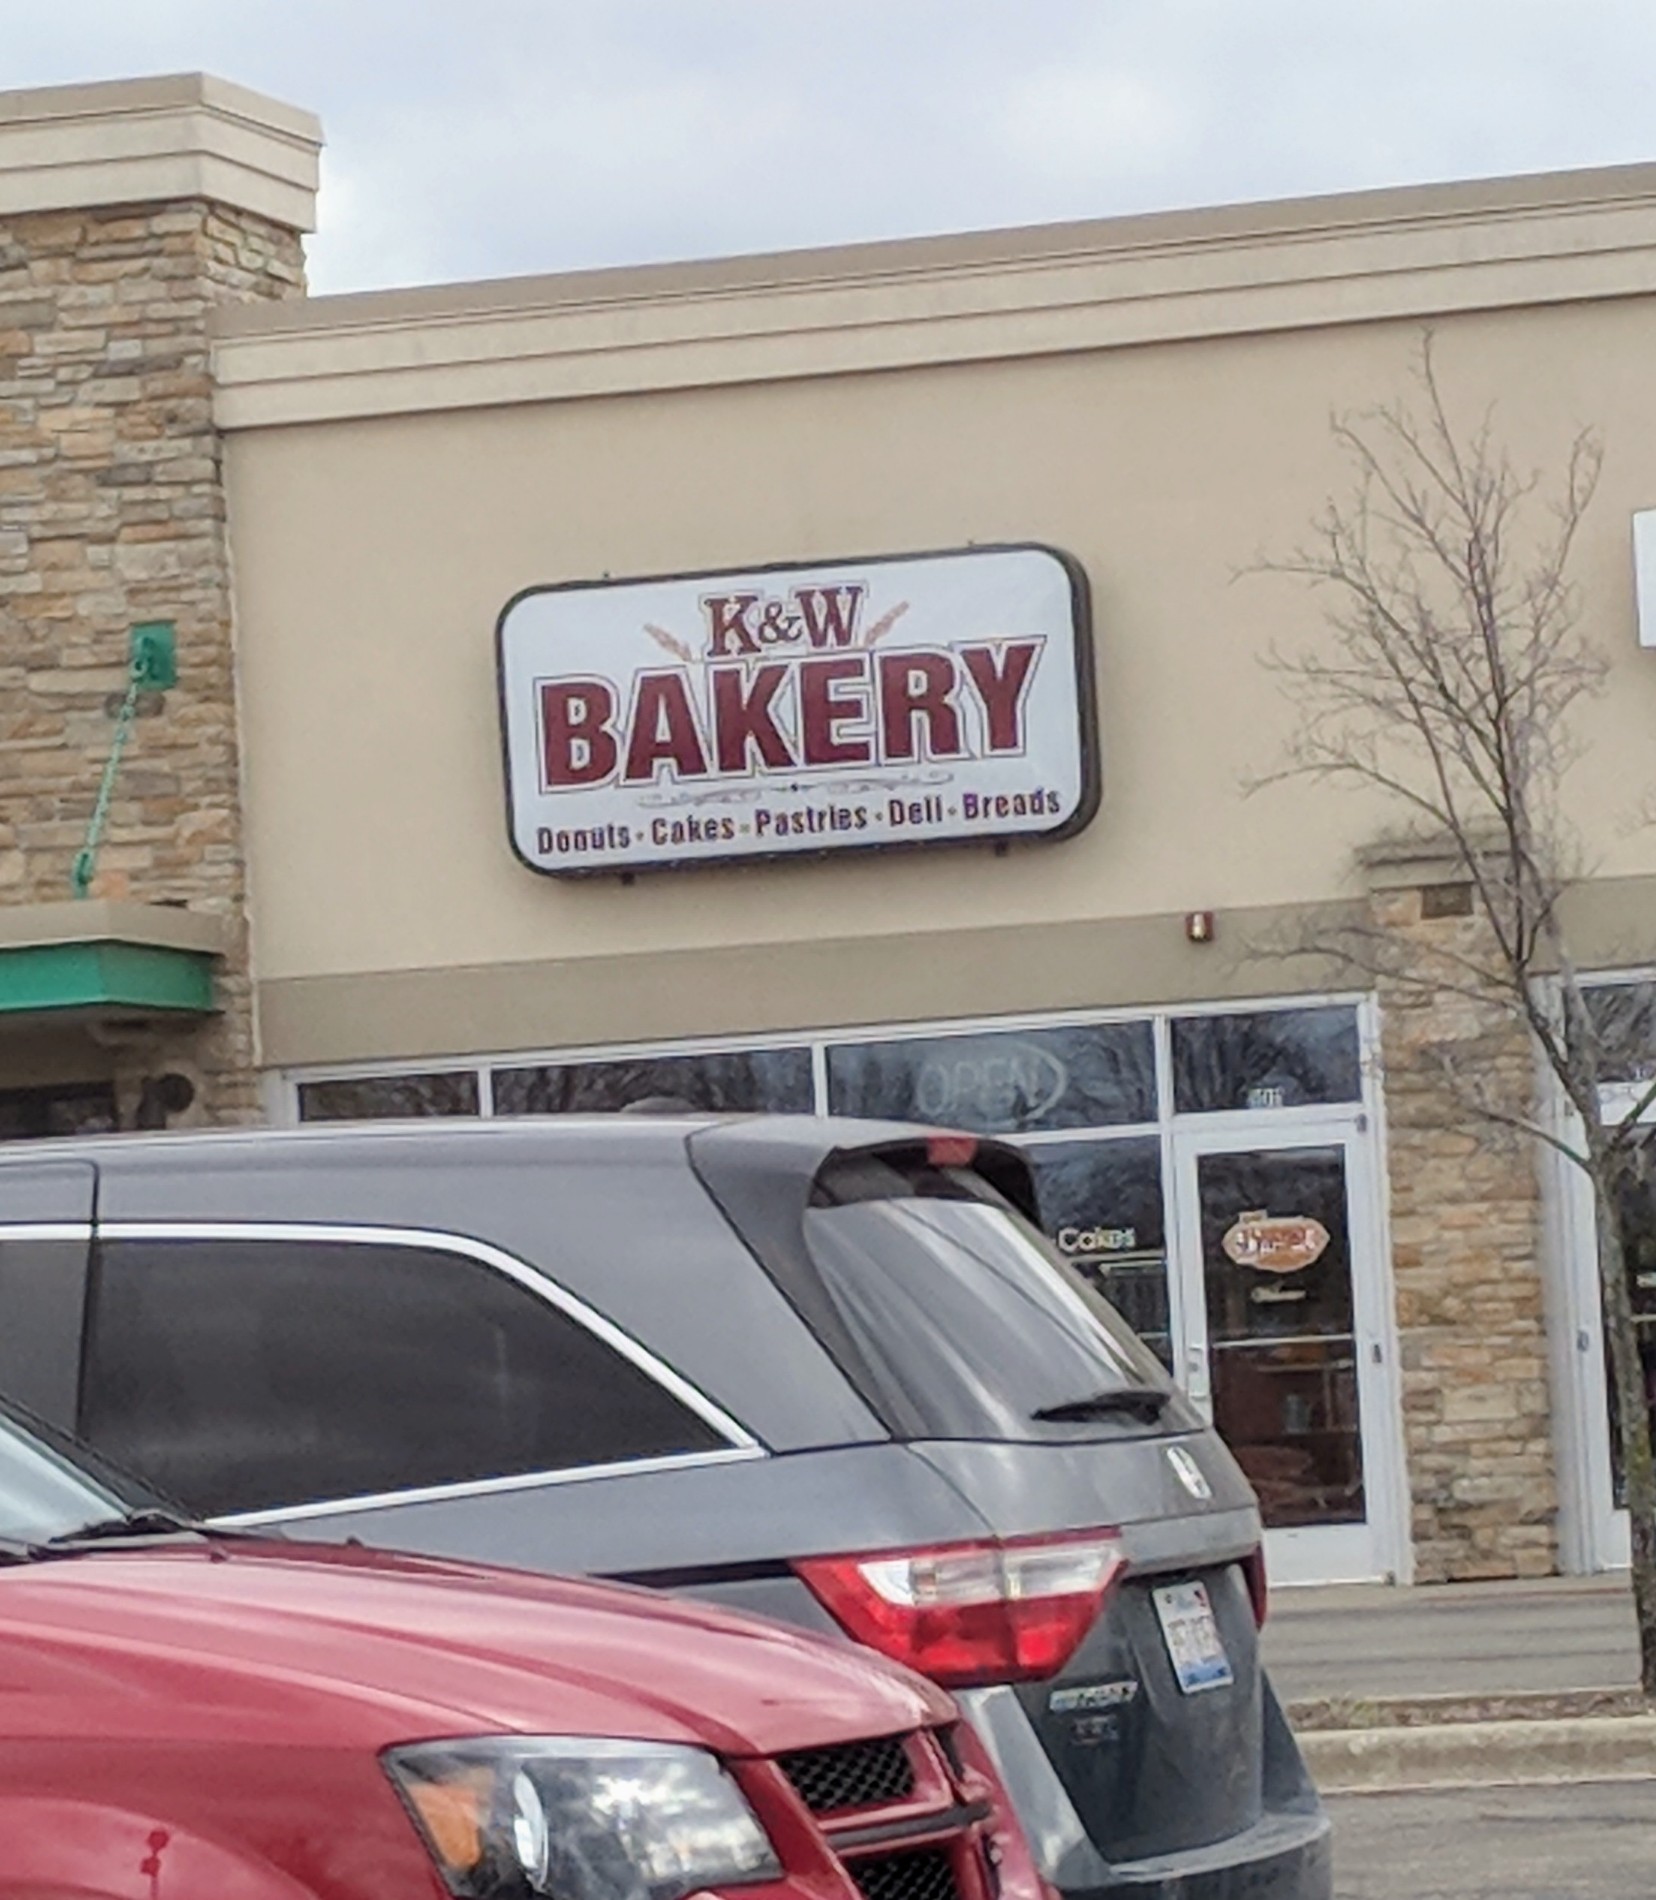 K&W
BAKERY
Donuts • Cakes • Pastries • Deli • Breads
OPEN
Cakes